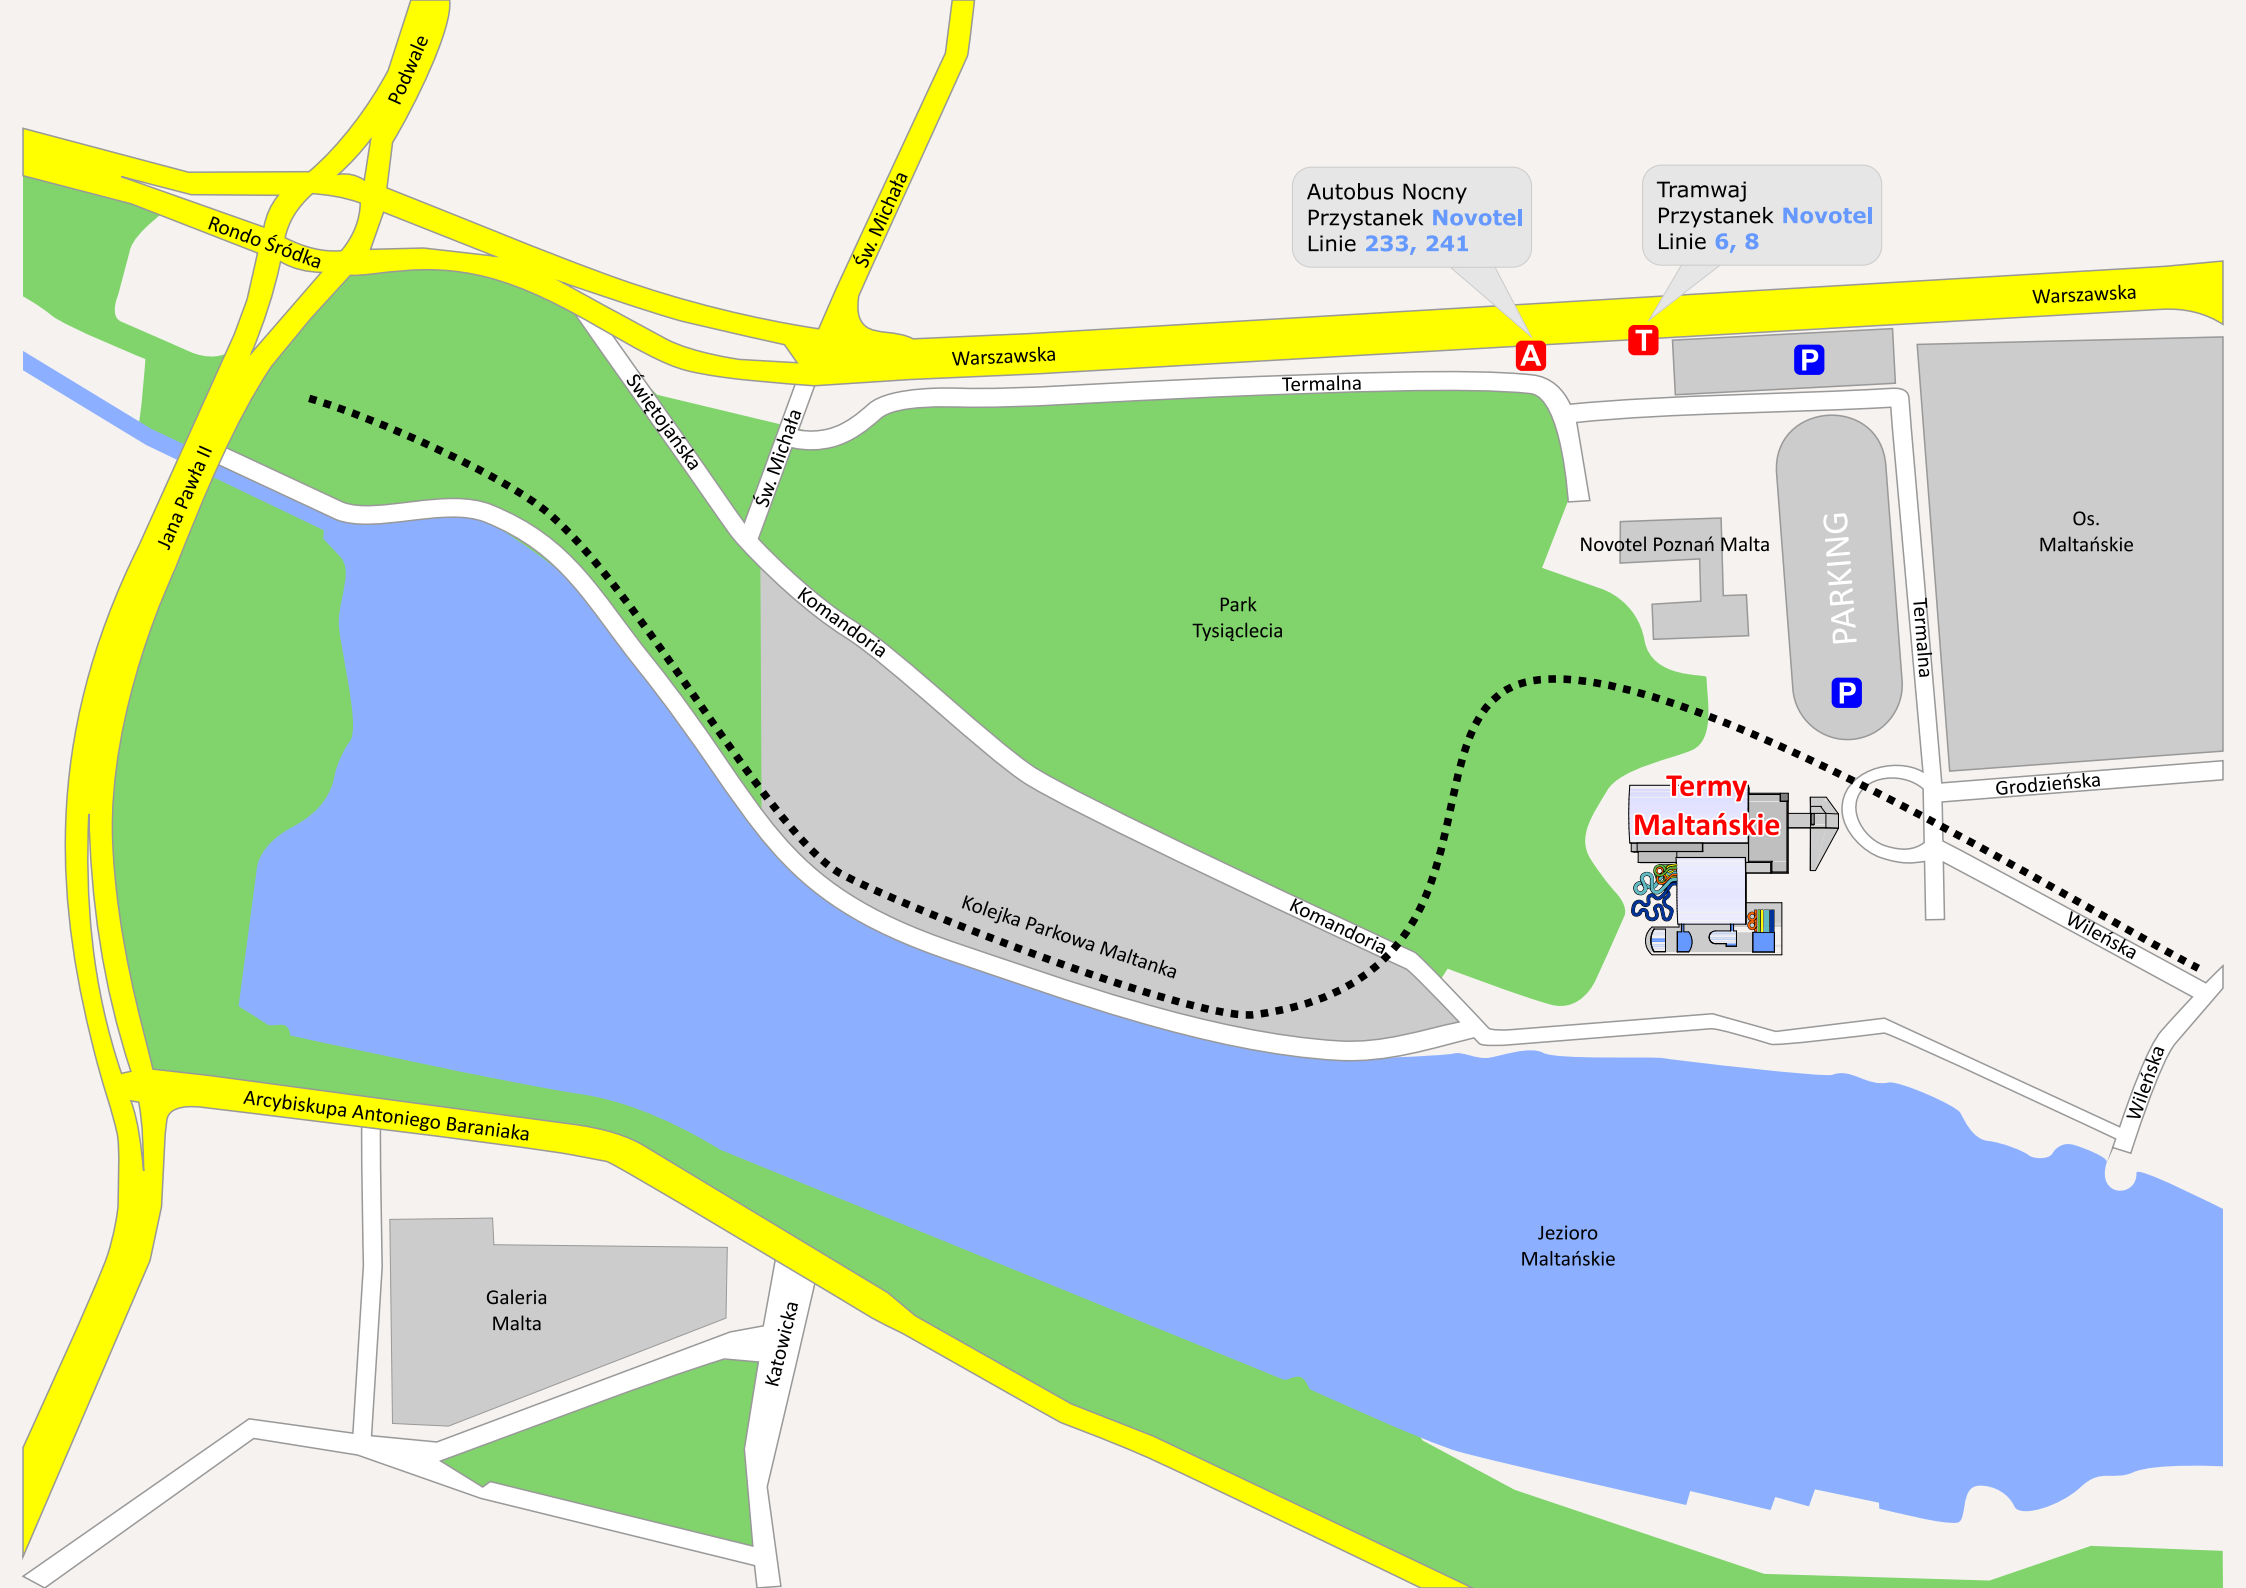 Podwale
Św. Michała
Rondo Śródka
Autobus Nocny
Przystanek Novotel
Linie 233, 241
Tramwaj
Przystanek Novotel
Linie 6, 8
Warszawska
Warszawska
A
T
P
Termalna
Świętojańska
Św. Michała
Jana Pawła II
Novotel Poznań Malta
PARKING
P
Os.
Maltańskie
Termalna
Park
Tysiąclecia
Komandoria
Termy
Maltańskie
Grodzieńska
Kolejka Parkowa Maltanka
Komandoria
Wileńska
Wileńska
Arcybiskupa Antoniego Baraniaka
Jezioro
Maltańskie
Galeria
Malta
Katowicka